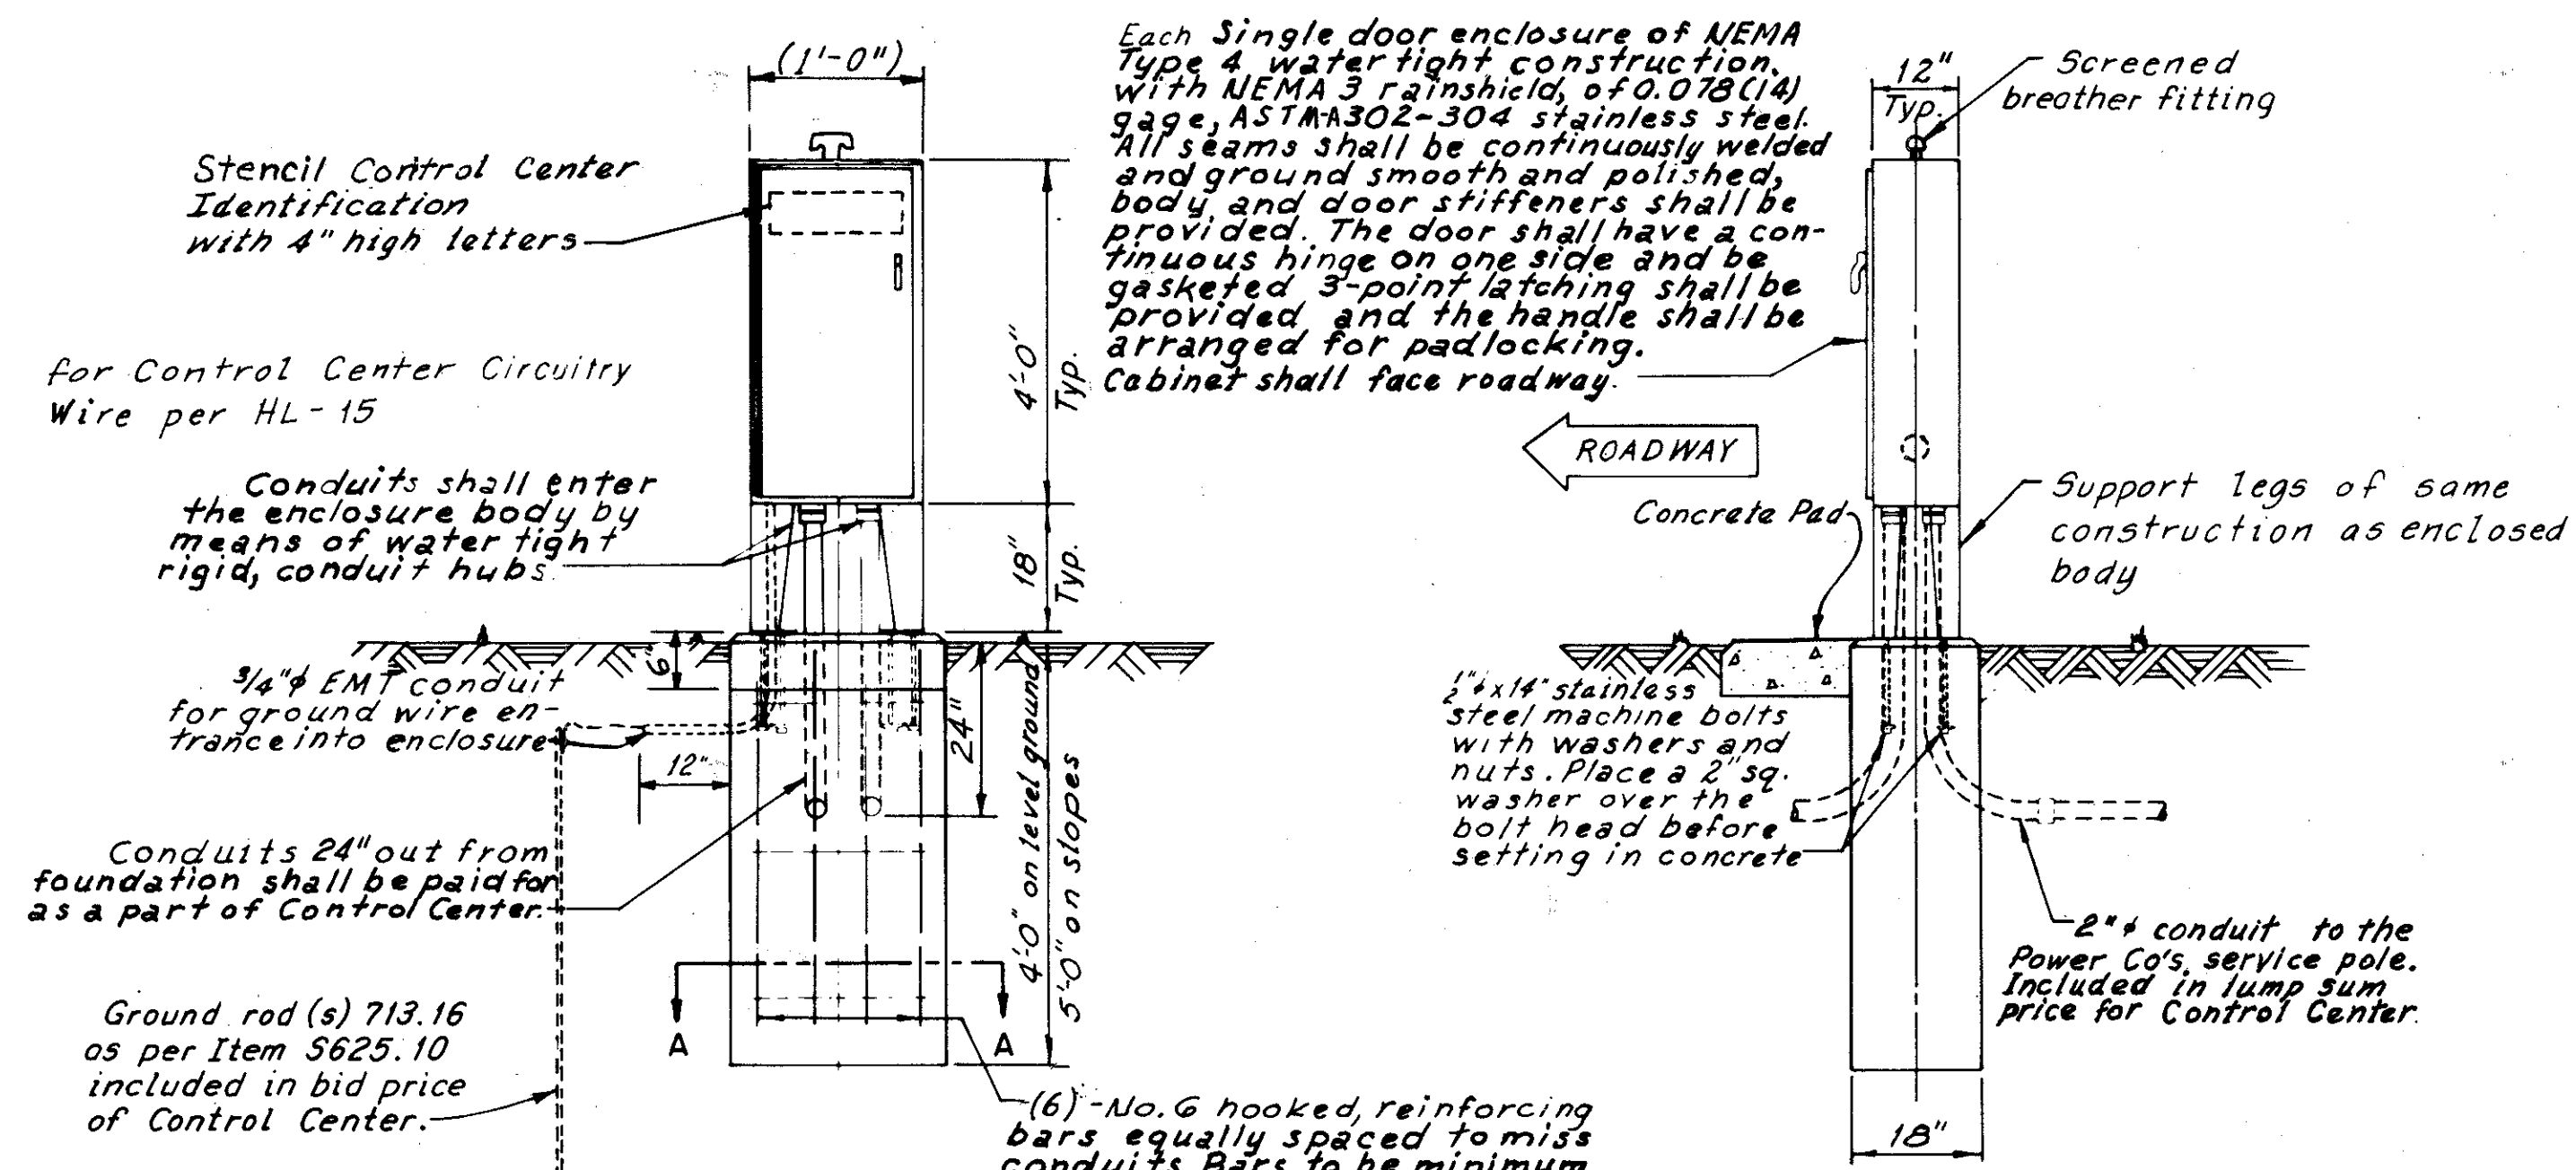 (1'-0")
Stencil Control Center
Identification
with 4" high letters
for Control Center Circuitry
Wire per HL-15
Conduits shall enter
the enclosure body by
means of water tight
rigid, conduit hubs.
4'-0"
Typ.
18"
Typ.
6"
3/4"ϕ EMT conduit
for ground wire en-
trance into enclosure
12"
24"
4'-0" on level ground
5'-0" on slopes
Conduits 24" out from
foundation shall be paid for
as a part of Control Center.
A
A
Ground rod (s) 713.16
as per Item S625.10
included in bid price
of Control Center.
(6)-No. 6 hooked, reinforcing
bars equally spaced to miss
conduits Bars to be minimum
Each Single door enclosure of NEMA
Type 4 water tight construction,
with NEMA 3 rainshield, of 0.078 (14)
gage, ASTM-A302-304 stainless steel.
All seams shall be continuously welded
and ground smooth and polished,
body and door stiffeners shall be
provided. The door shall have a con-
tinuous hinge on one side and be
gasketed 3-point latching shall be
provided and the handle shall be
arranged for padlocking.
Cabinet shall face roadway.
12"
Typ.
Screened
breather fitting
ROADWAY
Concrete Pad
Support legs of same
construction as enclosed
body
1/2"ϕ x 14" stainless
steel machine bolts
with washers and
nuts. Place a 2" sq.
washer over the
bolt head before
setting in concrete
2"ϕ conduit to the
Power Co's. service pole.
Included in lump sum
price for Control Center.
18"